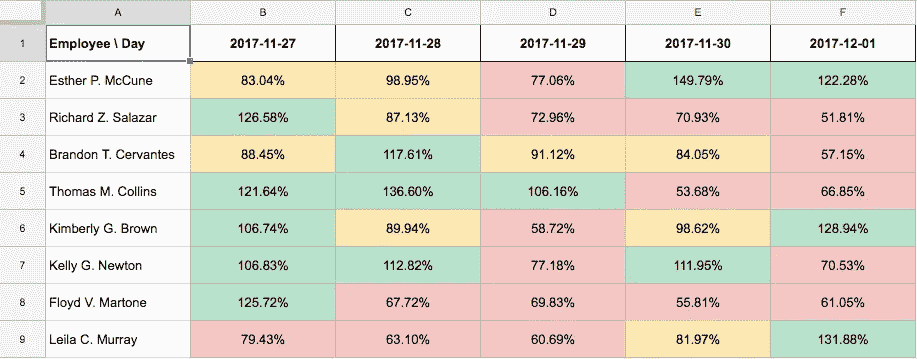 A B C D E F
1 Employee \ Day 2017-11-27 2017-11-28 2017-11-29 2017-11-30 2017-12-01
2 Esther P. McCune 83.04% 98.95% 77.06% 149.79% 122.28%
3 Richard Z. Salazar 126.58% 87.13% 72.96% 70.93% 51.81%
4 Brandon T. Cervantes 88.45% 117.61% 91.12% 84.05% 57.15%
5 Thomas M. Collins 121.64% 136.60% 106.16% 53.68% 66.85%
6 Kimberly G. Brown 106.74% 89.94% 58.72% 98.62% 128.94%
7 Kelly G. Newton 106.83% 112.82% 77.18% 111.95% 70.53%
8 Floyd V. Martone 125.72% 67.72% 69.83% 55.81% 61.05%
9 Leila C. Murray 79.43% 63.10% 60.69% 81.97% 131.88%